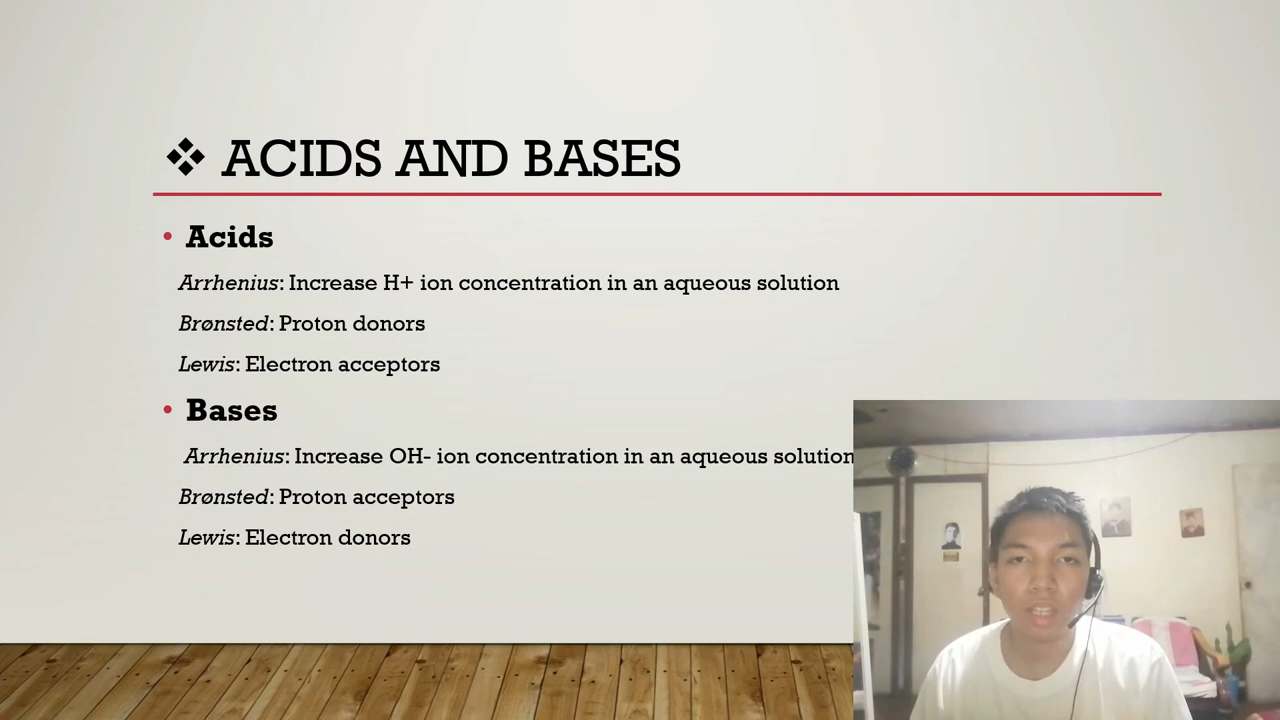 ❖ ACIDS AND BASES
• Acids
Arrhenius: Increase H+ ion concentration in an aqueous solution
Brønsted: Proton donors
Lewis: Electron acceptors
• Bases
Arrhenius: Increase OH- ion concentration in an aqueous solution
Brønsted: Proton acceptors
Lewis: Electron donors